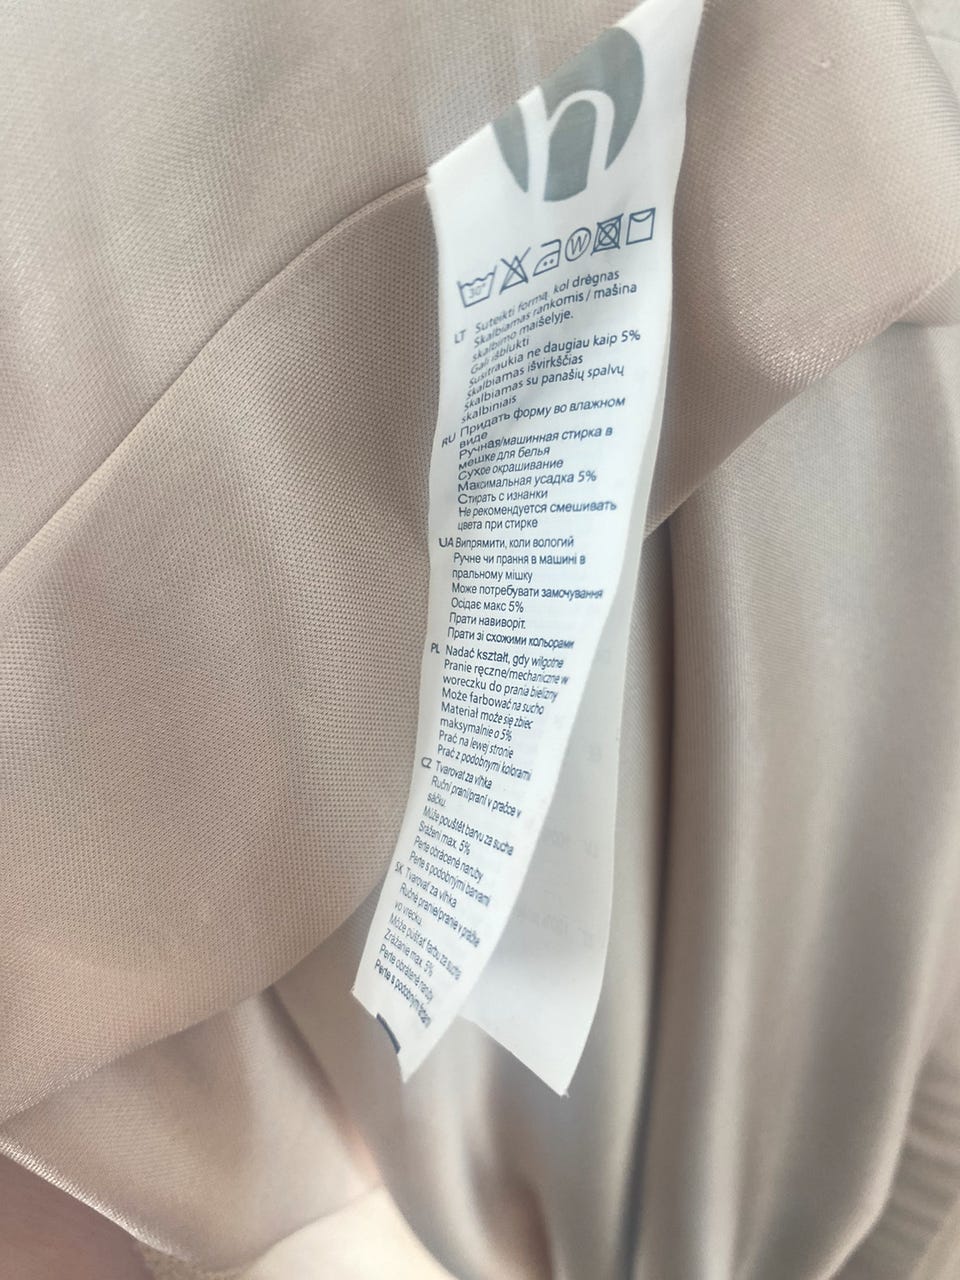 n
30°
W
LT Suteikti formą, kol drėgnas
Skalbiamas rankomis / mašina
skalbimo maišelyje.
Gali išblukti
Susitraukia ne daugiau kaip 5%
Skalbiamas išvirkščias
Skalbiamas su panašių spalvų
skalbiniais
RU Придать форму во влажном
виде
Ручная/машинная стирка в
мешке для белья
Сухое окрашивание
Максимальная усадка 5%
Стирать с изнанки
Не рекомендуется смешивать
цвета при стирке
UA Випрямити, коли вологий
Ручне чи прання в машині в
пральному мішку
Може потребувати замочування
Осідає макс 5%
Прати навиворіт.
Прати зі схожими кольорами
PL Nadać kształt, gdy wilgotne
Pranie ręczne/mechaniczne w
woreczku do prania bielizny
Może farbować na sucho
Materiał może się zbiec
maksymalnie o 5%
Prać na lewej stronie
Prać z podobnymi kolorami
CZ Tvarovat za vlhka
Ruční praní/praní v pračce v
sáčku.
Může pouštět barvu za sucha
Sražení max. 5%
Perte obrácené naruby
Perte s podobnými barvami
SK Tvarovať za vlhka
Ručné pranie/pranie v práčke
vo vrecku.
Môže púšťať farbu za sucha
Zrážanie max. 5%
Perte obrátené naruby
Perte s podobnými farbami